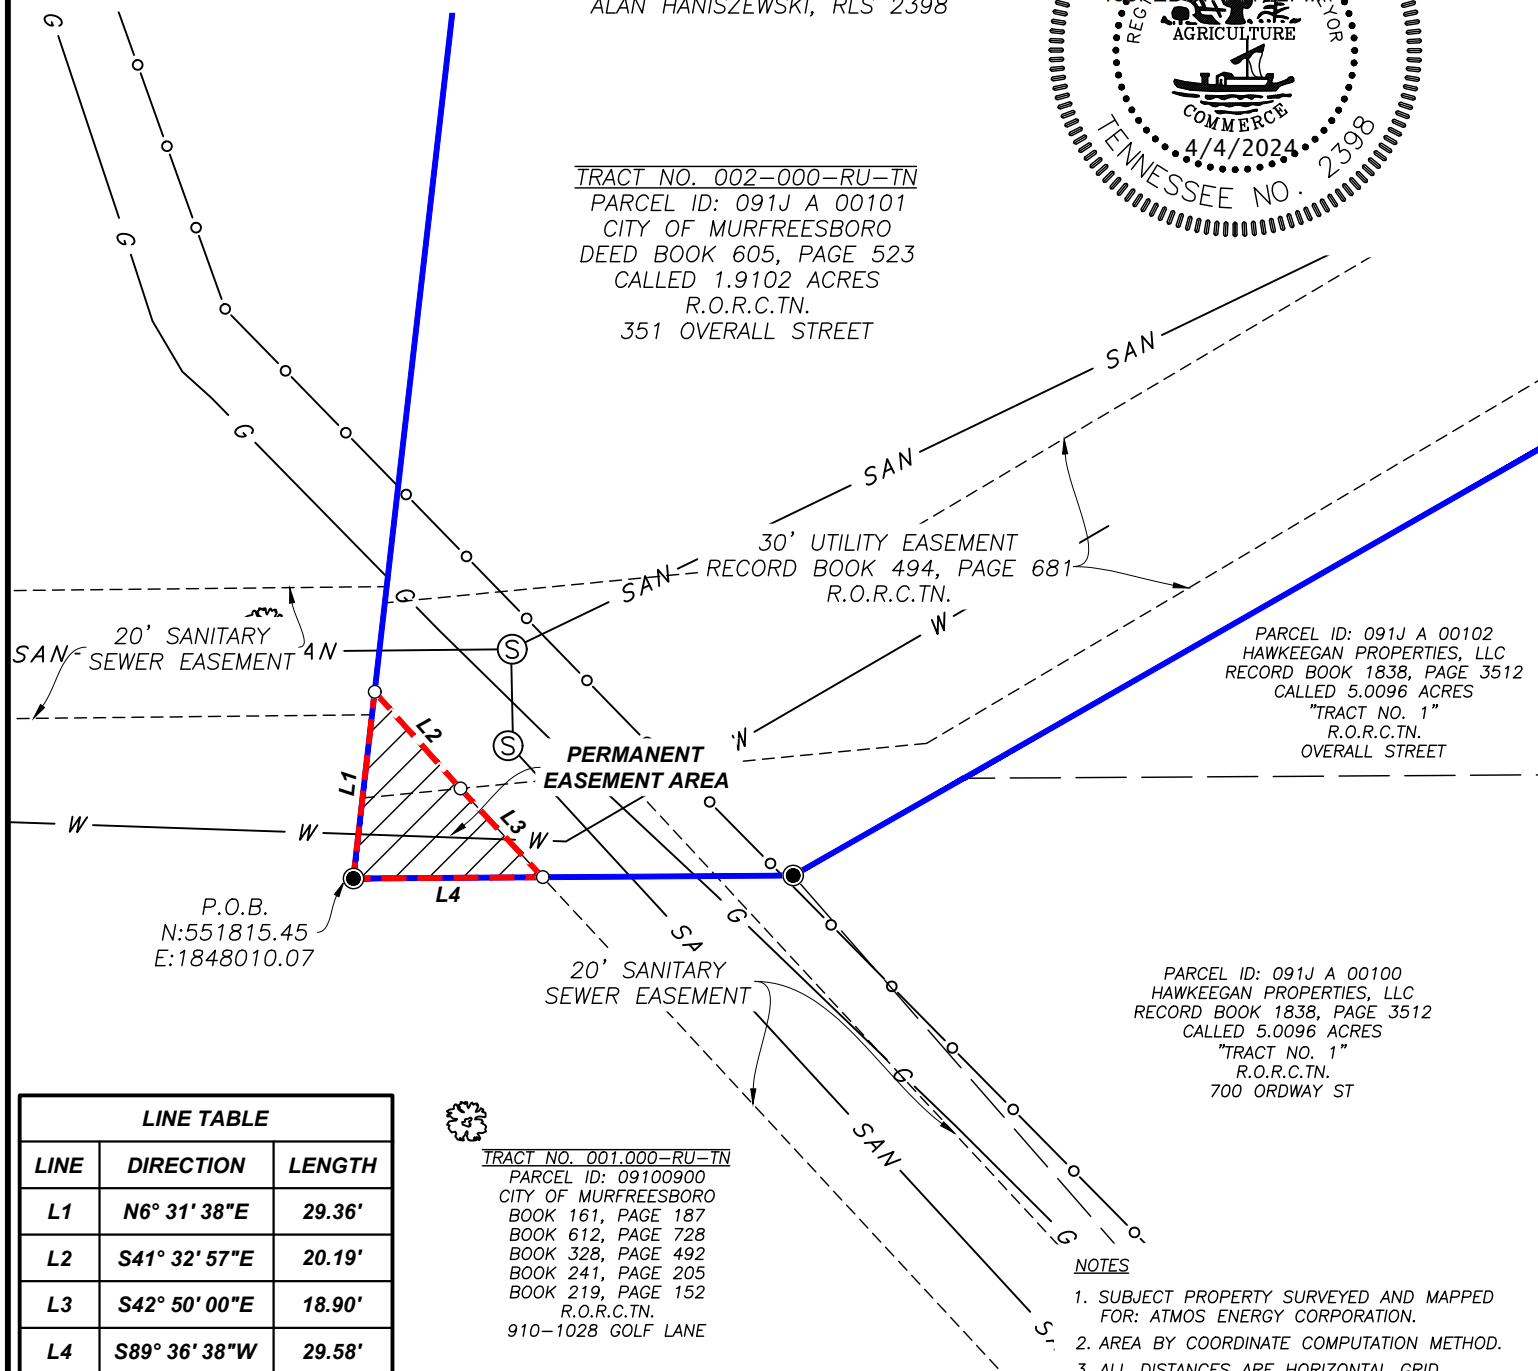 ALAN HANISZEWSKI, RLS 2398
AGRICULTURE
COMMERCE
4/4/2024
TENNESSEE NO. 2398
TRACT NO. 002-000-RU-TN
PARCEL ID: 091J A 00101
CITY OF MURFREESBORO
DEED BOOK 605, PAGE 523
CALLED 1.9102 ACRES
R.O.R.C.TN.
351 OVERALL STREET
G
G
G
G
SAN
SAN
SAN
30' UTILITY EASEMENT
RECORD BOOK 494, PAGE 681
R.O.R.C.TN.
W
W
20' SANITARY
SEWER EASEMENT
SAN
AN
S
S
PARCEL ID: 091J A 00102
HAWKEEGAN PROPERTIES, LLC
RECORD BOOK 1838, PAGE 3512
CALLED 5.0096 ACRES
"TRACT NO. 1"
R.O.R.C.TN.
OVERALL STREET
L1
L2
L3
L4
PERMANENT
EASEMENT AREA
W
W
W
P.O.B.
N:551815.45
E:1848010.07
G
SA
20' SANITARY
SEWER EASEMENT
PARCEL ID: 091J A 00100
HAWKEEGAN PROPERTIES, LLC
RECORD BOOK 1838, PAGE 3512
CALLED 5.0096 ACRES
"TRACT NO. 1"
R.O.R.C.TN.
700 ORDWAY ST
G
SAN
G
LINE TABLE
LINE DIRECTION LENGTH
L1 N6° 31' 38"E 29.36'
L2 S41° 32' 57"E 20.19'
L3 S42° 50' 00"E 18.90'
L4 S89° 36' 38"W 29.58'
TRACT NO. 001.000-RU-TN
PARCEL ID: 09100900
CITY OF MURFREESBORO
BOOK 161, PAGE 187
BOOK 612, PAGE 728
BOOK 328, PAGE 492
BOOK 241, PAGE 205
BOOK 219, PAGE 152
R.O.R.C.TN.
910-1028 GOLF LANE
NOTES
1. SUBJECT PROPERTY SURVEYED AND MAPPED
FOR: ATMOS ENERGY CORPORATION.
2. AREA BY COORDINATE COMPUTATION METHOD.
3. ALL DISTANCES ARE HORIZONTAL GRID